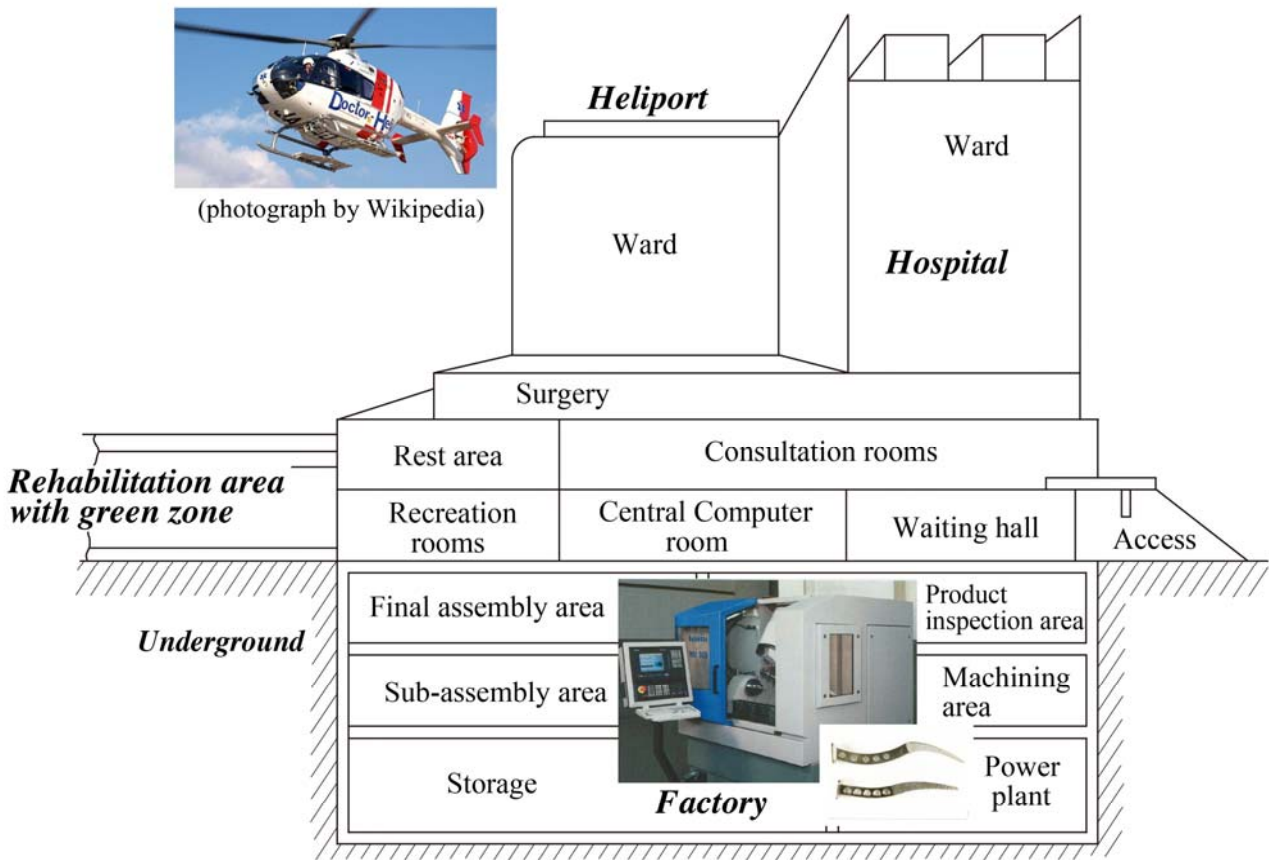 Doctor-Heli
(photograph by Wikipedia)
Heliport
Ward
Ward
Hospital
Surgery
Rest area
Consultation rooms
Rehabilitation area
with green zone
Recreation
rooms
Central Computer
room
Waiting hall
Access
Underground
Final assembly area
Product
inspection area
Sub-assembly area
Machining
area
Storage
Factory
Power
plant